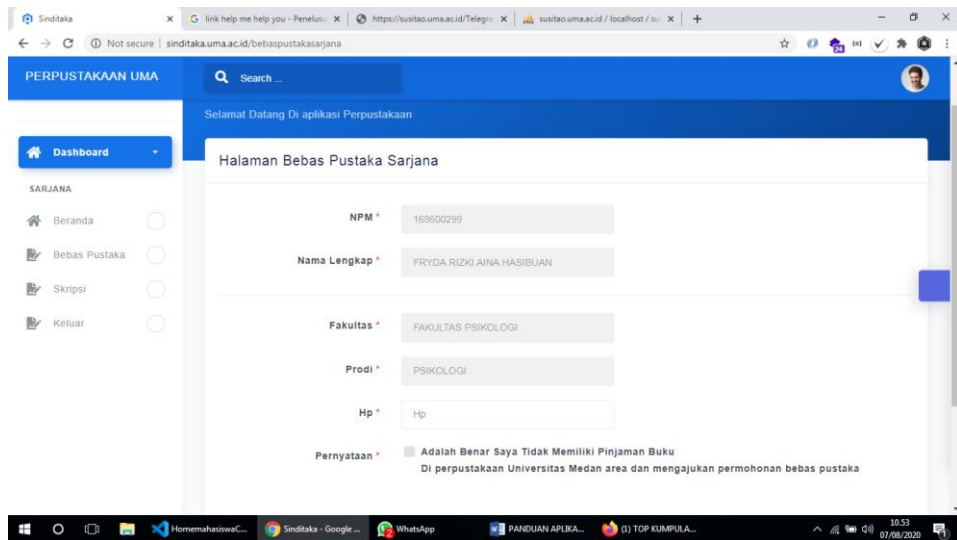 Sinditaka
lirik help me help you - Penelusu
https://susitao.uma.ac.id/Telegra
susitao.uma.ac.id / localhost / su
Not secure
sinditaka.uma.ac.id/bebaspustakasarjana
PERPUSTAKAAN UMA
Search ...
Selamat Datang Di aplikasi Perpustakaan
Dashboard
Halaman Bebas Pustaka Sarjana
SARJANA
Beranda
Bebas Pustaka
Skripsi
Keluar
NPM *
168600299
Nama Lengkap *
FRYDA RIZKI AINA HASIBUAN
Fakultas *
FAKULTAS PSIKOLOGI
Prodi *
PSIKOLOGI
Hp *
Hp
Pernyataan *
Adalah Benar Saya Tidak Memiliki Pinjaman Buku
Di perpustakaan Universitas Medan area dan mengajukan permohonan bebas pustaka
HomemahasiswaC...
Sinditaka - Google ...
WhatsApp
PANDUAN APLIKA...
(1) TOP KUMPULA...
10.53
07/08/2020